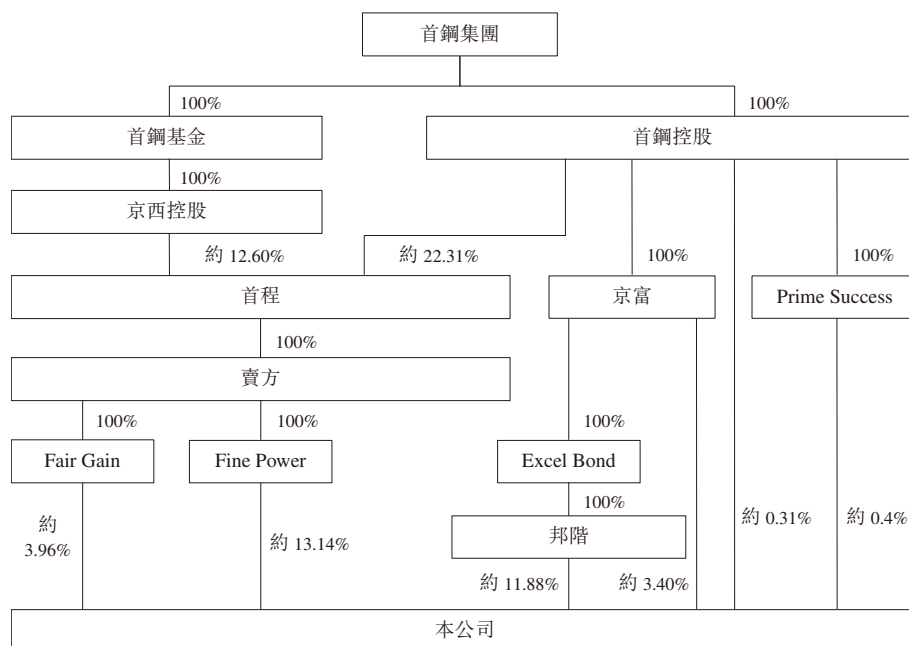 首鋼集團
100%
100%
首鋼基金
首鋼控股
100%
京西控股
約 12.60%
約 22.31%
100%
100%
首程
京富
Prime Success
100%
賣方
100%
100%
100%
Fair Gain
Fine Power
Excel Bond
100%
約
3.96%
約 13.14%
邦階
約 0.31%
約 0.4%
約 11.88%
約 3.40%
本公司